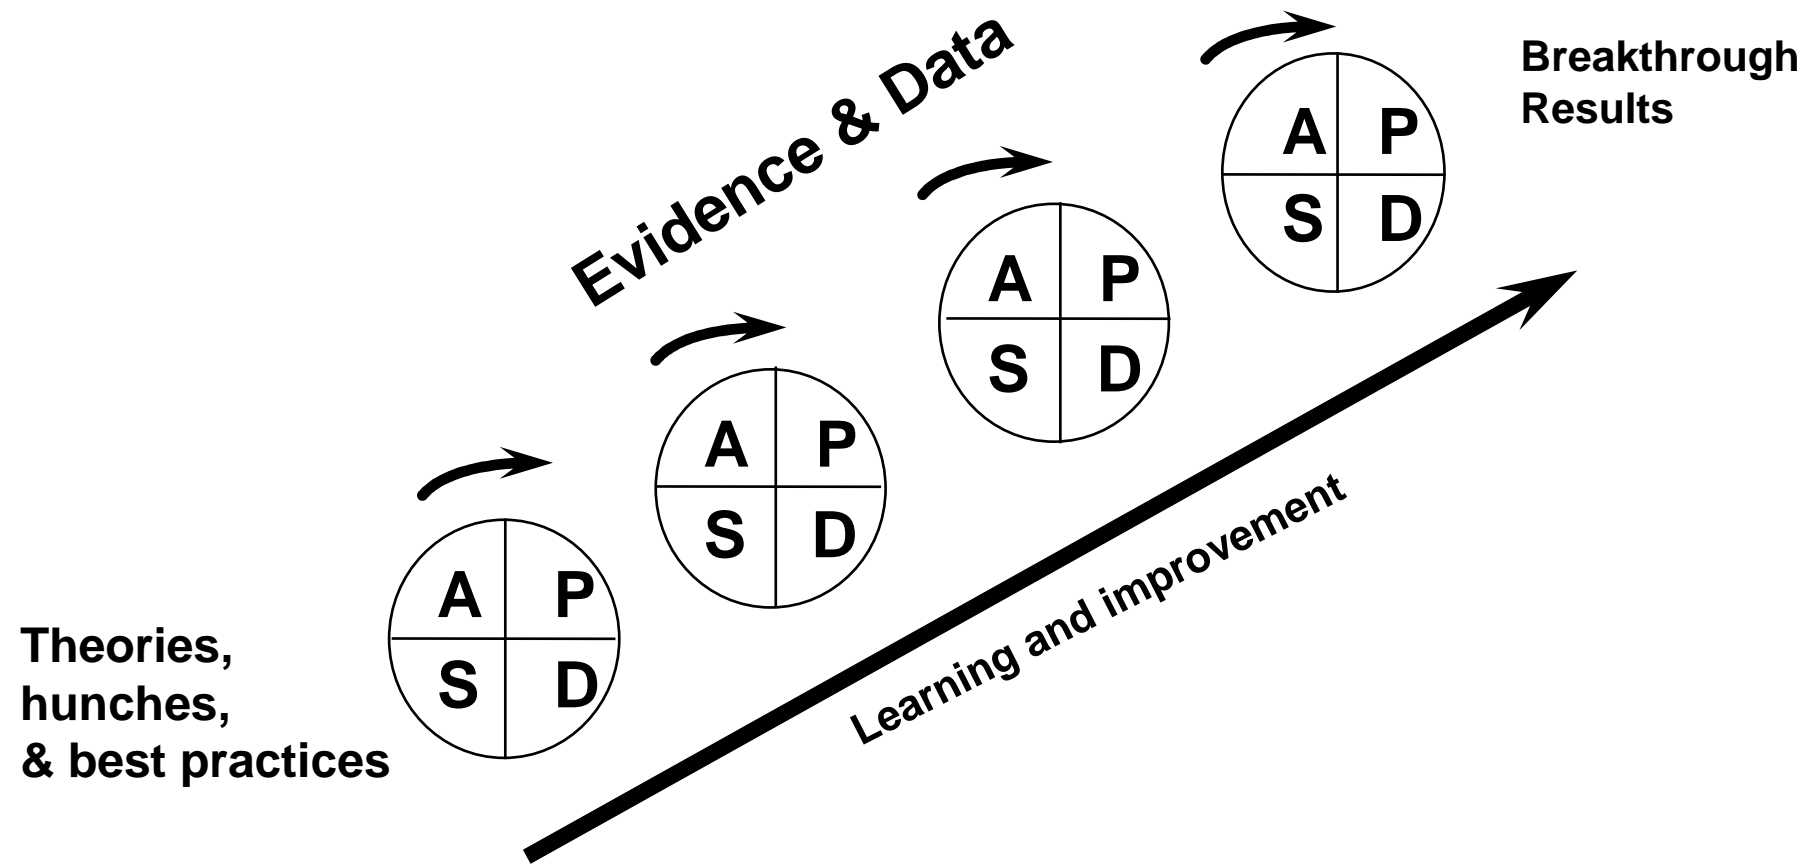 Evidence & Data
Breakthrough
Results
A P
S D
A P
S D
A P
S D
A P
S D
Theories,
hunches,
& best practices
Learning and improvement